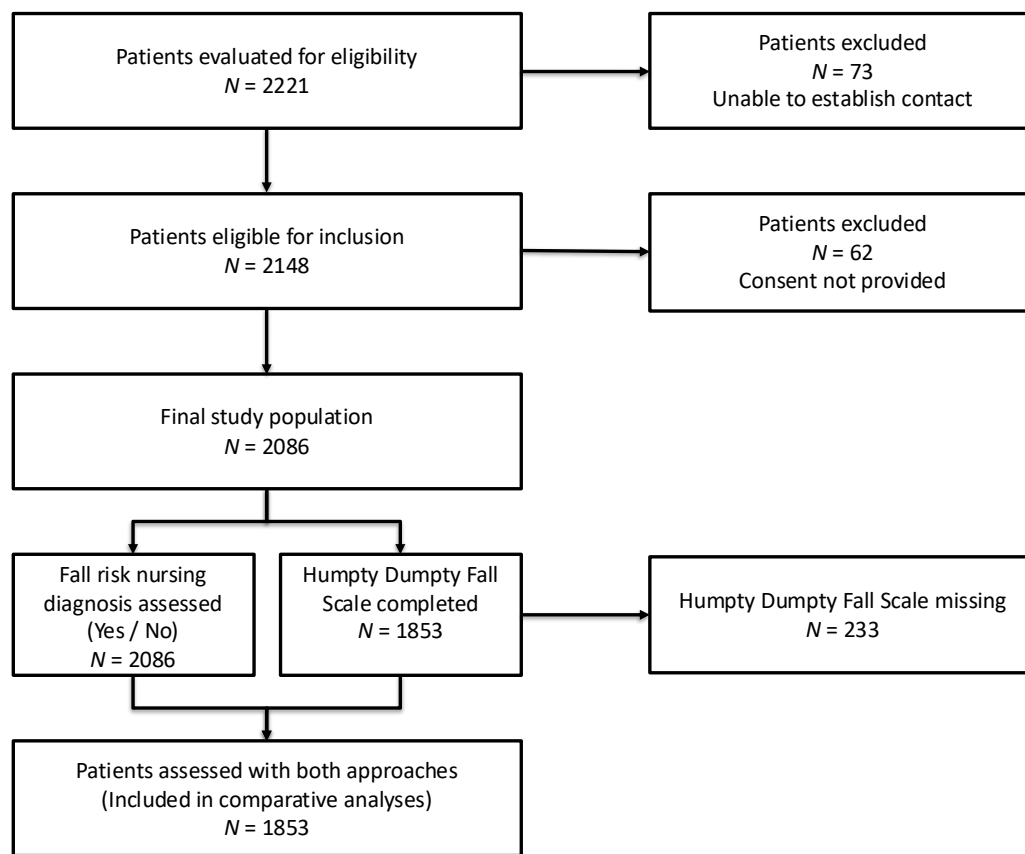 Patients evaluated for eligibility
N = 2221
Patients excluded
N = 73
Unable to establish contact
Patients eligible for inclusion
N = 2148
Patients excluded
N = 62
Consent not provided
Final study population
N = 2086
Fall risk nursing
diagnosis assessed
(Yes / No)
N = 2086
Humpty Dumpty Fall
Scale completed
N = 1853
Humpty Dumpty Fall Scale missing
N = 233
Patients assessed with both approaches
(Included in comparative analyses)
N = 1853